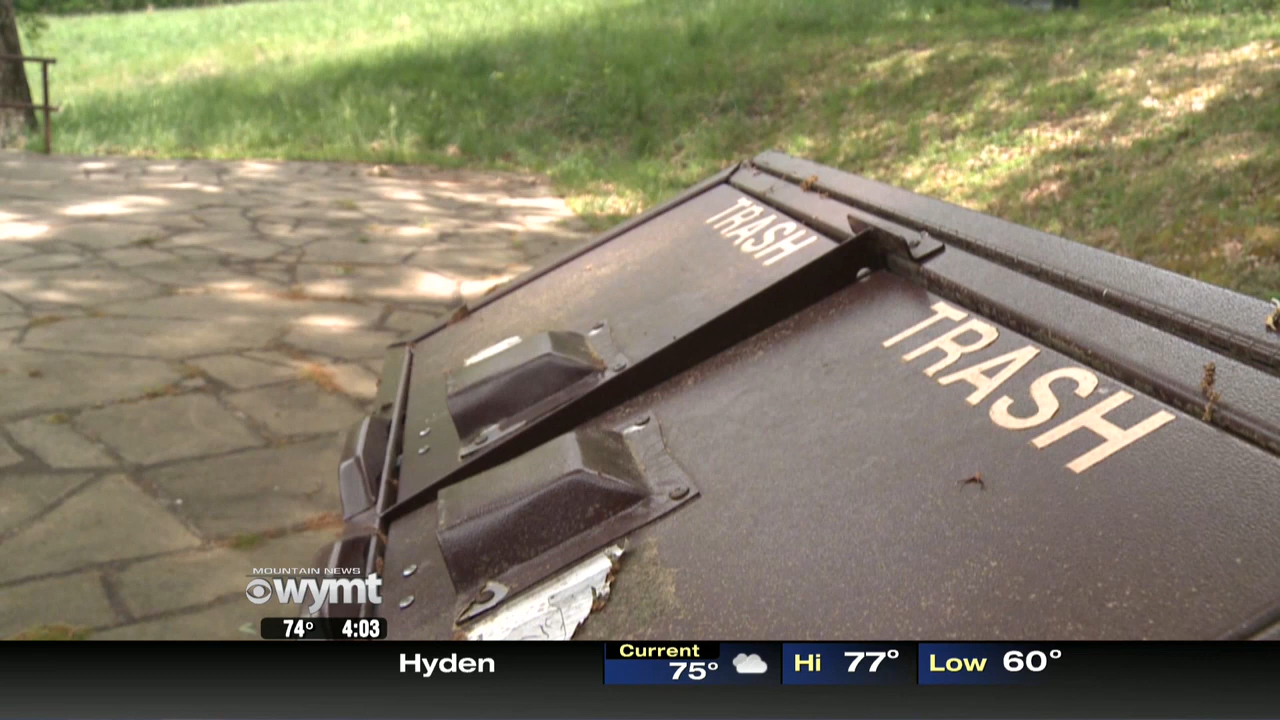 TRASH
TRASH
MOUNTAIN NEWS
wymt
74° 4:03
Hyden
Current
75°
Hi 77°
Low 60°